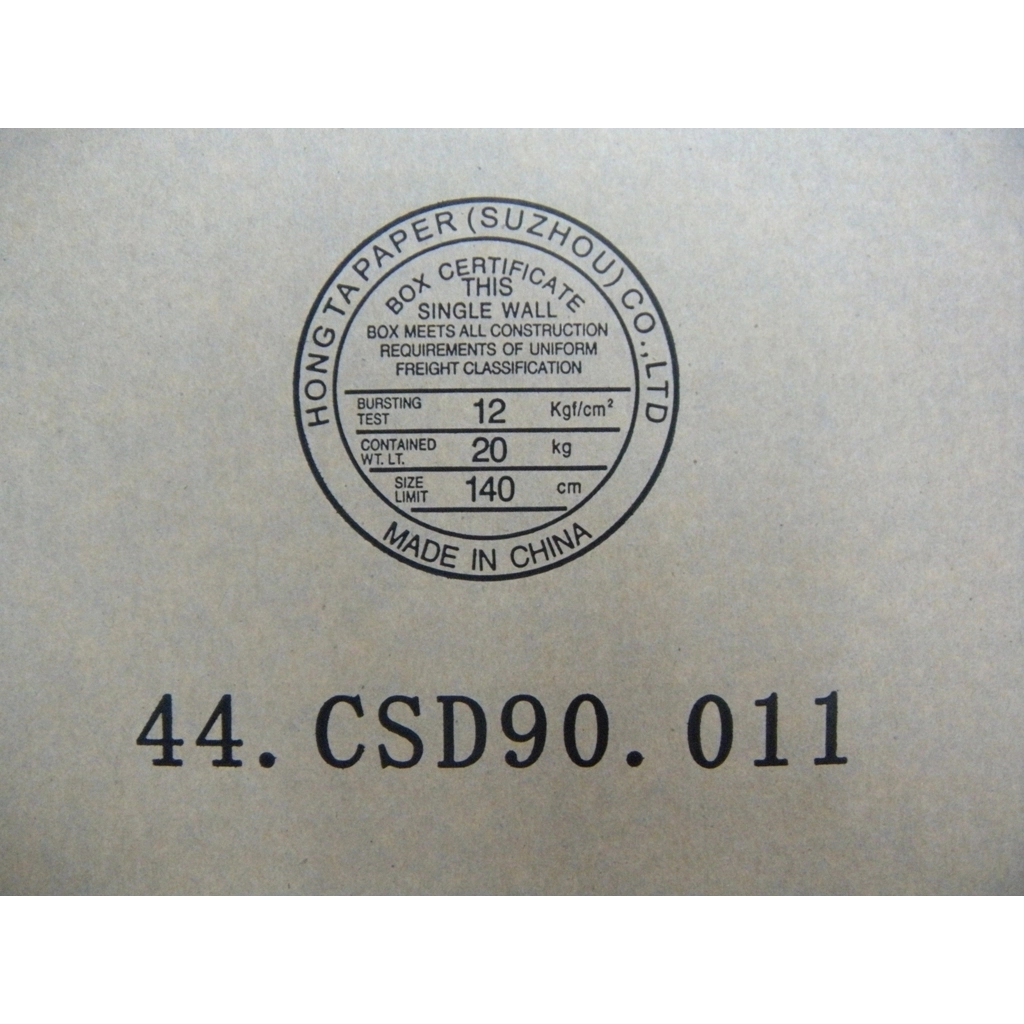 HONG TA PAPER (SUZHOU) CO.,LTD
BOX CERTIFICATE
THIS
SINGLE WALL
BOX MEETS ALL CONSTRUCTION
REQUIREMENTS OF UNIFORM
FREIGHT CLASSIFICATION
BURSTING TEST 12 Kgf/cm²
CONTAINED WT. LT. 20 kg
SIZE LIMIT 140 cm
MADE IN CHINA
44.CSD90.011